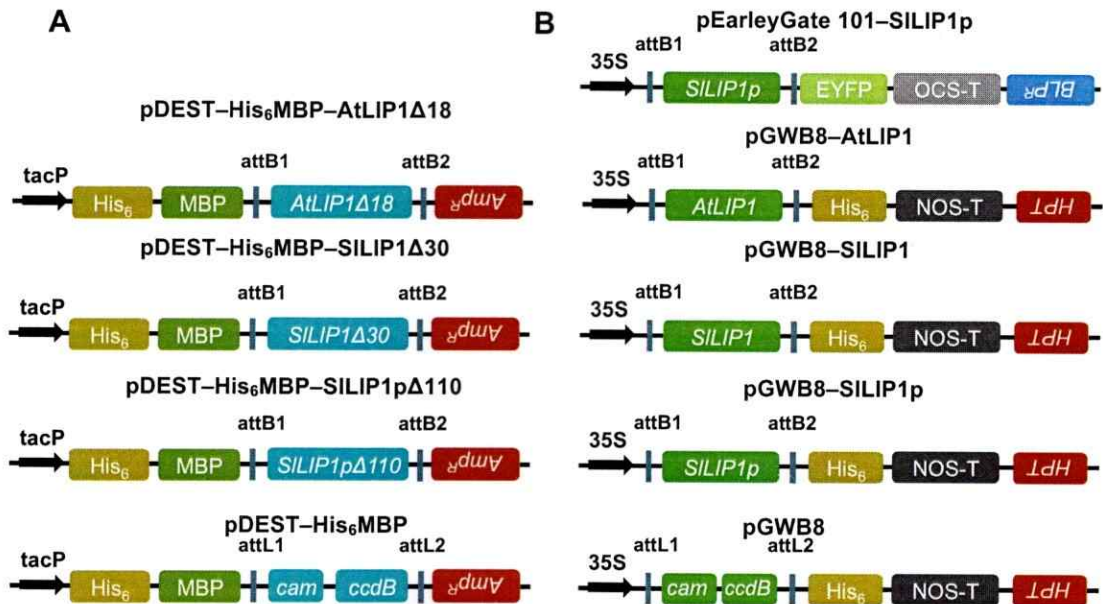 A
pDEST–His₆MBP–AtLIP1Δ18
attB1 attB2
tacP
His₆ MBP AtLIP1Δ18 Ampᴿ
pDEST–His₆MBP–SlLIP1Δ30
attB1 attB2
tacP
His₆ MBP SlLIP1Δ30 Ampᴿ
pDEST–His₆MBP–SlLIP1pΔ110
attB1 attB2
tacP
His₆ MBP SlLIP1pΔ110 Ampᴿ
pDEST–His₆MBP
attL1 attL2
tacP
His₆ MBP cam ccdB Ampᴿ
B
pEarleyGate 101–SlLIP1p
attB1 attB2
35S
SlLIP1p EYFP OCS-T BLPᴿ
pGWB8–AtLIP1
attB1 attB2
35S
AtLIP1 His₆ NOS-T HPT
pGWB8–SlLIP1
attB1 attB2
35S
SlLIP1 His₆ NOS-T HPT
pGWB8–SlLIP1p
attB1 attB2
35S
SlLIP1p His₆ NOS-T HPT
pGWB8
attL1 attL2
35S
cam ccdB His₆ NOS-T HPT